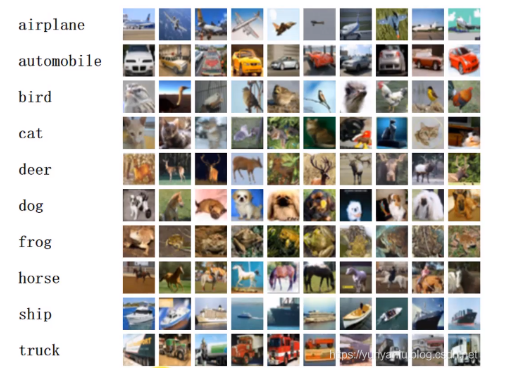 airplane
automobile
bird
cat
deer
dog
frog
horse
ship
truck